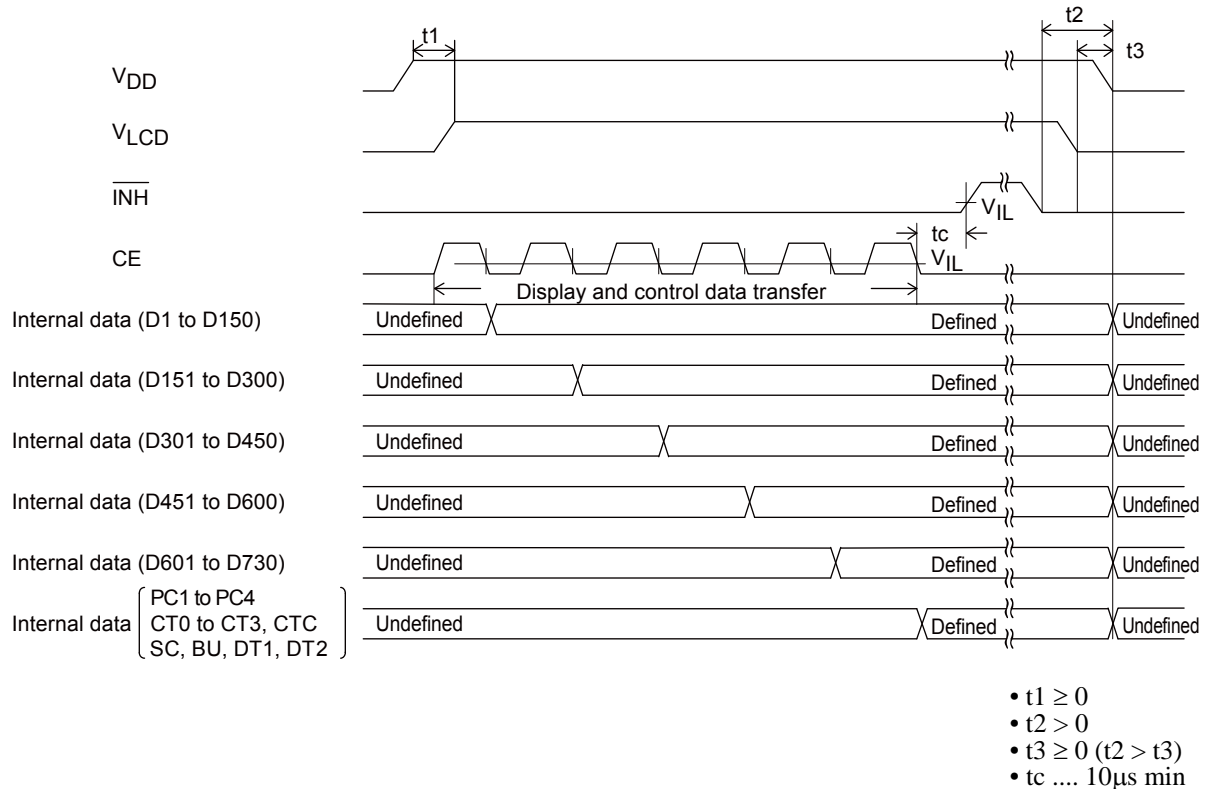 t1
t2
t3
VDD
VLCD
INH
VIL
tc
CE
VIL
Display and control data transfer
Internal data (D1 to D150)
Undefined
Defined
Undefined
Internal data (D151 to D300)
Undefined
Defined
Undefined
Internal data (D301 to D450)
Undefined
Defined
Undefined
Internal data (D451 to D600)
Undefined
Defined
Undefined
Internal data (D601 to D730)
Undefined
Defined
Undefined
Internal data
PC1 to PC4
CT0 to CT3, CTC
SC, BU, DT1, DT2
Undefined
Defined
Undefined
• t1 ≥ 0
• t2 > 0
• t3 ≥ 0 (t2 > t3)
• tc .... 10μs min